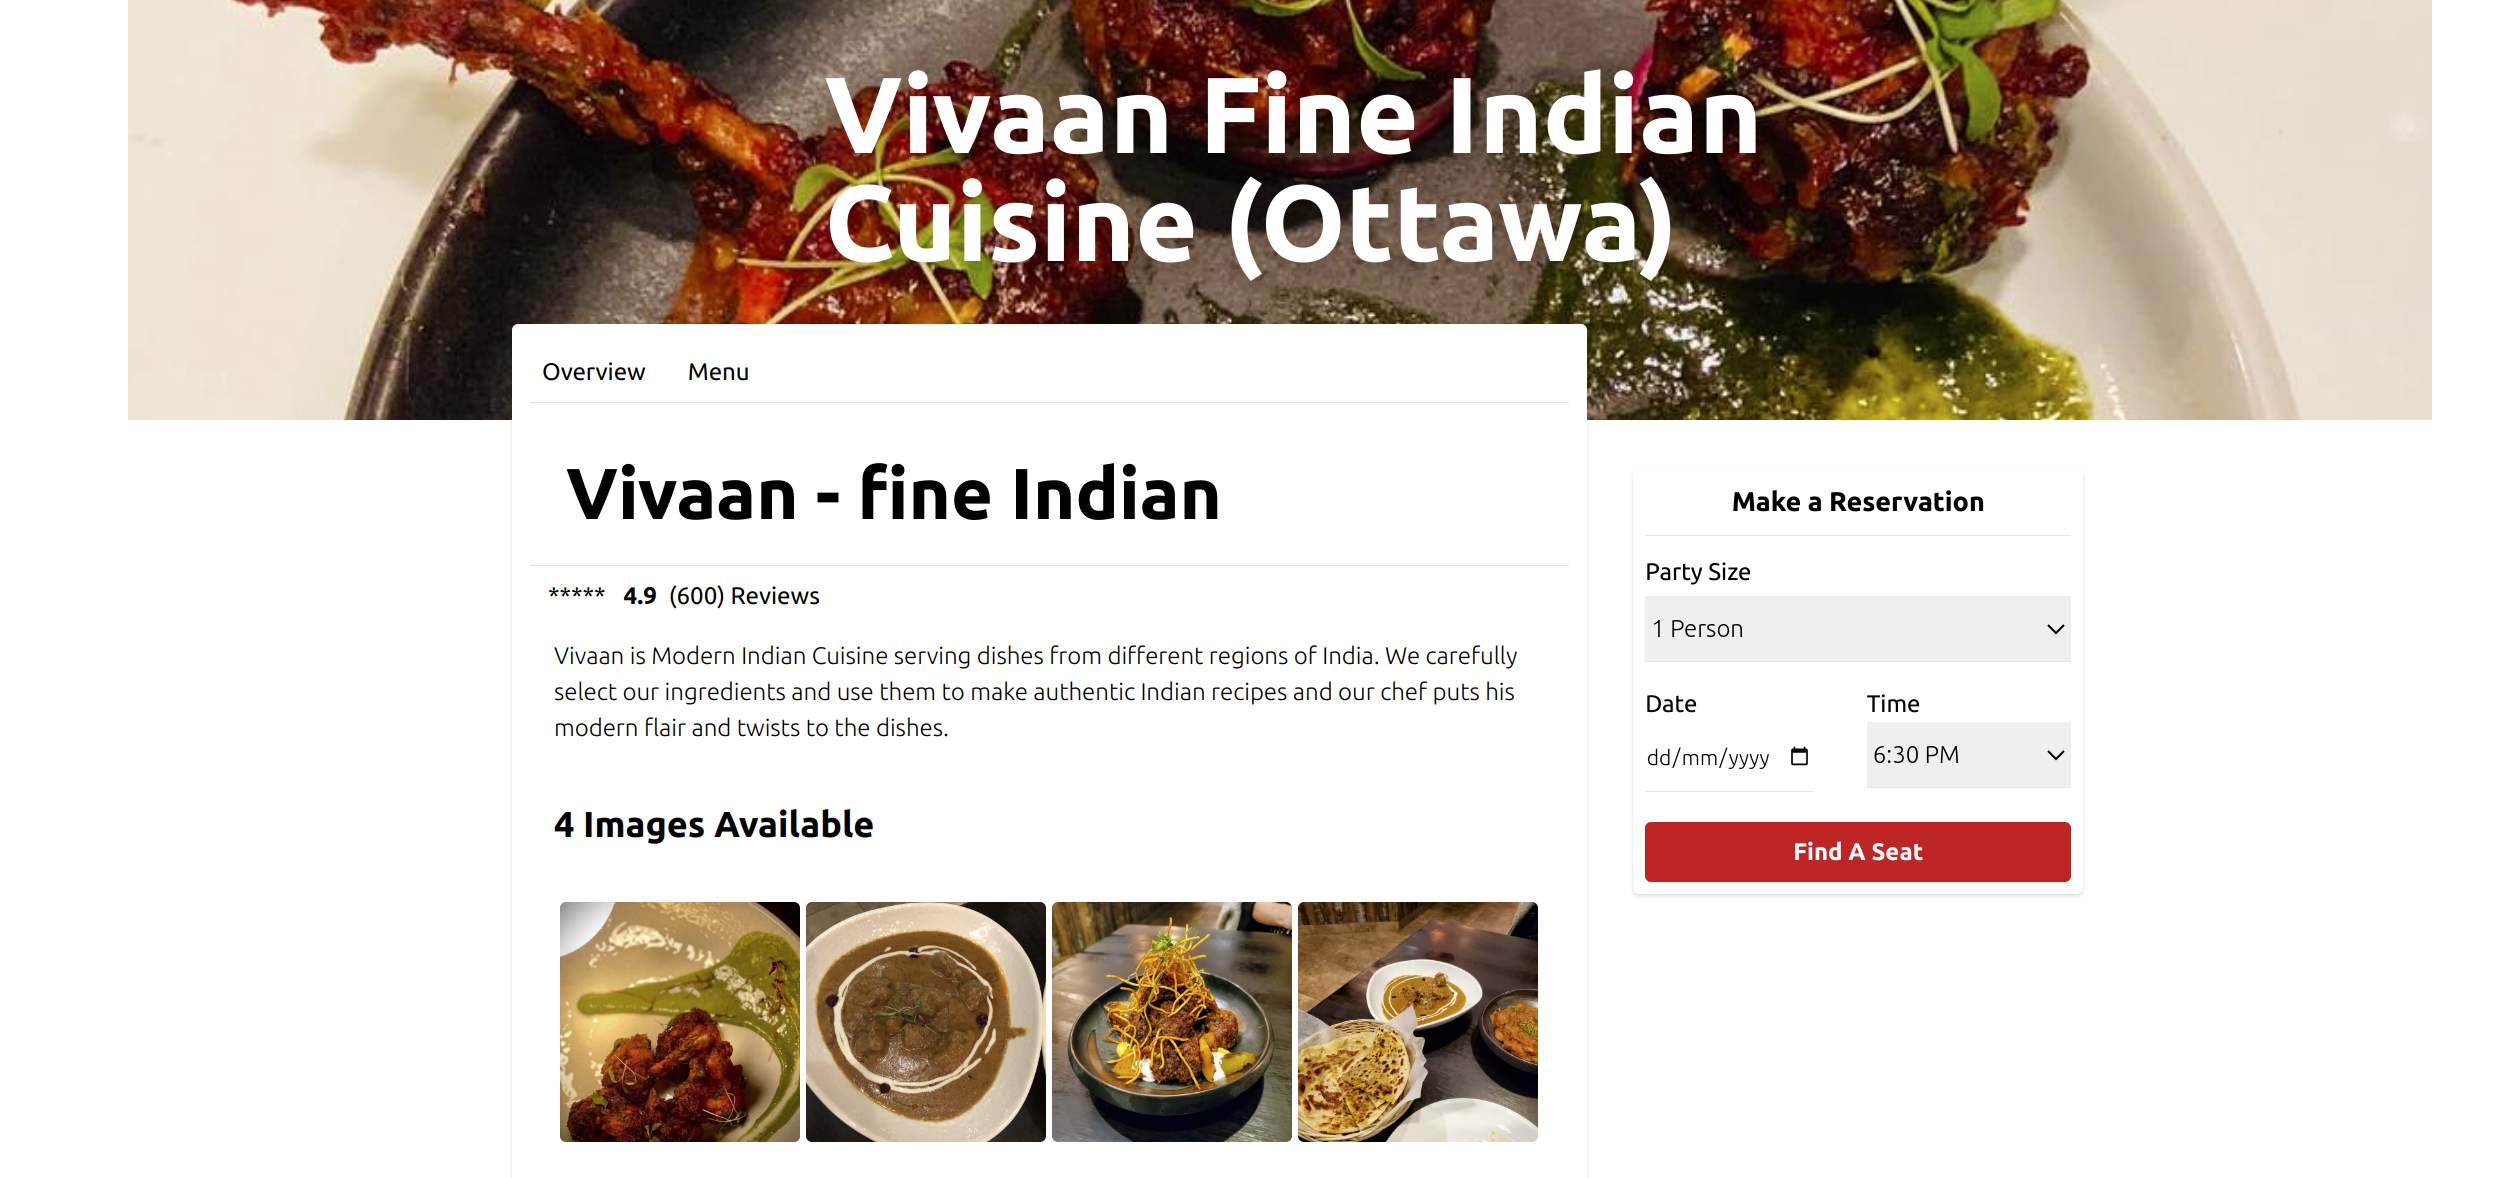 Vivaan Fine Indian
Cuisine (Ottawa)
Overview Menu
Vivaan - fine Indian
***** 4.9 (600) Reviews
Vivaan is Modern Indian Cuisine serving dishes from different regions of India. We carefully
select our ingredients and use them to make authentic Indian recipes and our chef puts his
modern flair and twists to the dishes.
4 Images Available
Make a Reservation
Party Size
1 Person
Date Time
dd/mm/yyyy 6:30 PM
Find A Seat